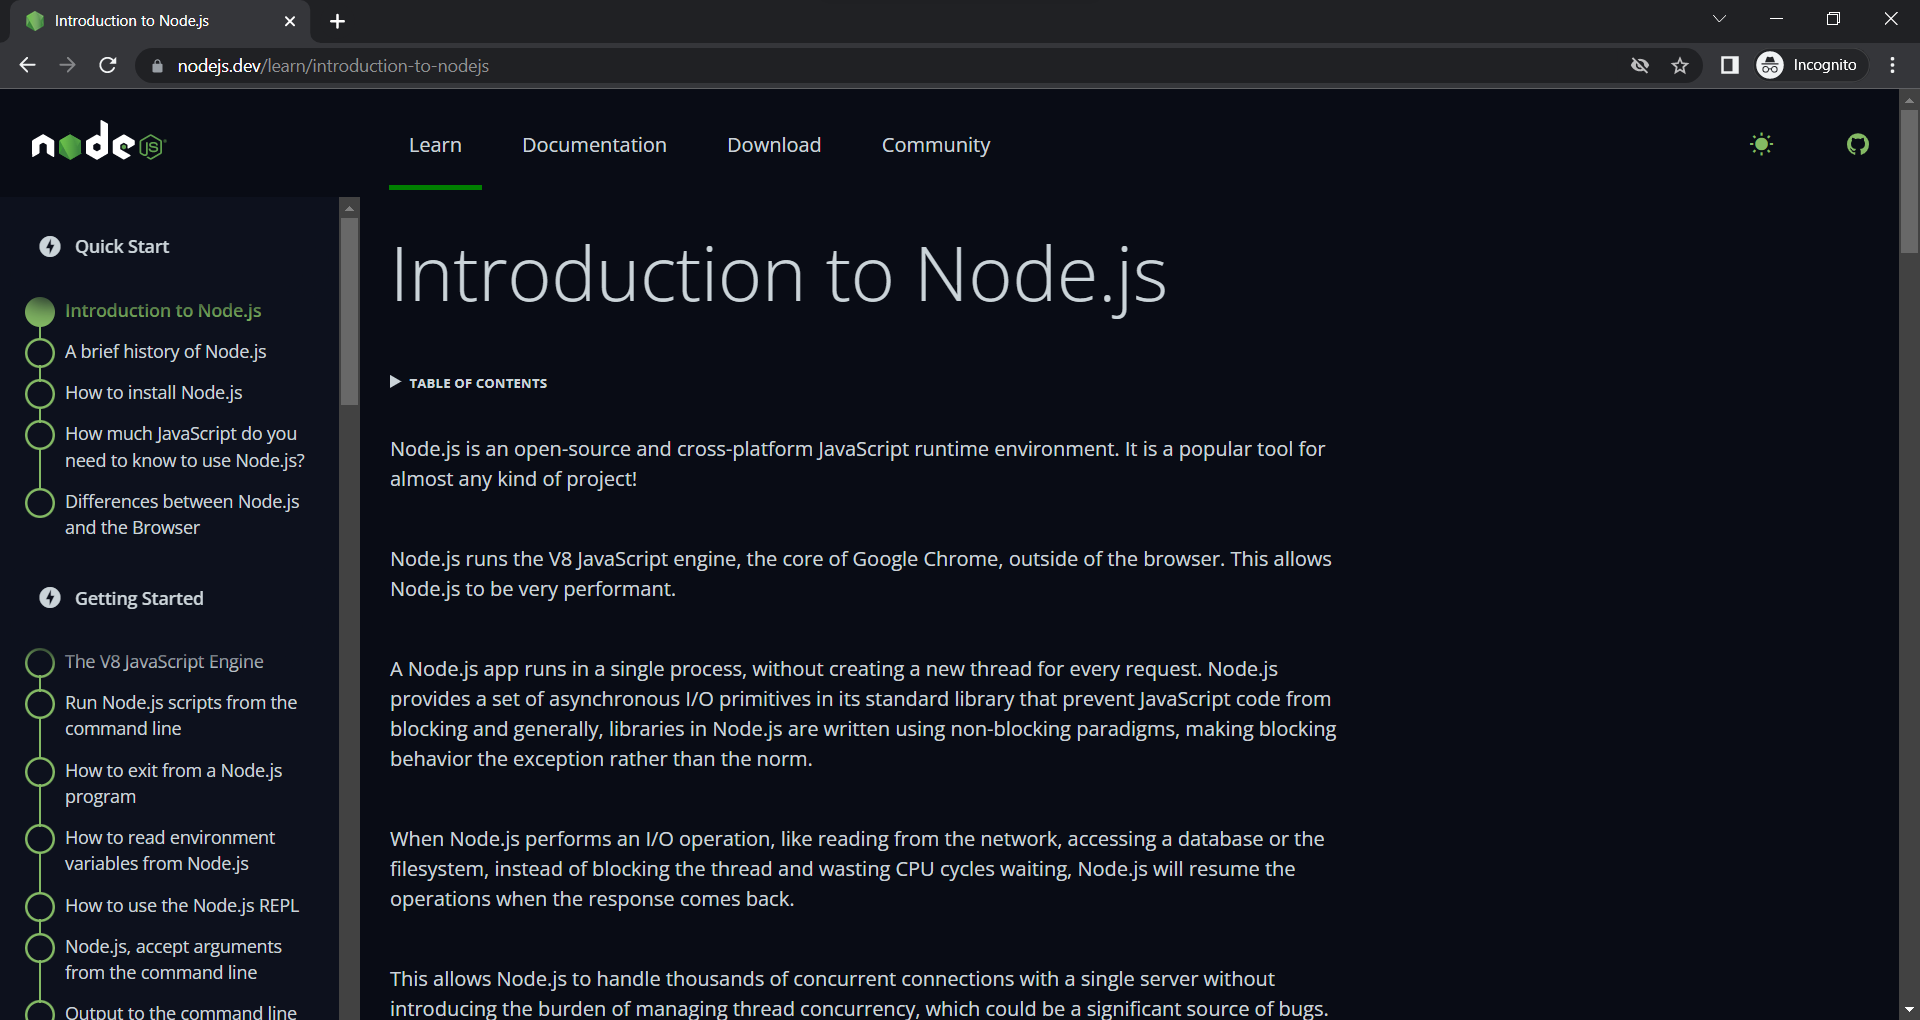 Introduction to Node.js
nodejs.dev/learn/introduction-to-nodejs
Incognito
node JS
Learn
Documentation
Download
Community
Quick Start
Introduction to Node.js
A brief history of Node.js
How to install Node.js
How much JavaScript do you
need to know to use Node.js?
Differences between Node.js
and the Browser
Getting Started
The V8 JavaScript Engine
Run Node.js scripts from the
command line
How to exit from a Node.js
program
How to read environment
variables from Node.js
How to use the Node.js REPL
Node.js, accept arguments
from the command line
Output to the command line
Introduction to Node.js
TABLE OF CONTENTS
Node.js is an open-source and cross-platform JavaScript runtime environment. It is a popular tool for
almost any kind of project!
Node.js runs the V8 JavaScript engine, the core of Google Chrome, outside of the browser. This allows
Node.js to be very performant.
A Node.js app runs in a single process, without creating a new thread for every request. Node.js
provides a set of asynchronous I/O primitives in its standard library that prevent JavaScript code from
blocking and generally, libraries in Node.js are written using non-blocking paradigms, making blocking
behavior the exception rather than the norm.
When Node.js performs an I/O operation, like reading from the network, accessing a database or the
filesystem, instead of blocking the thread and wasting CPU cycles waiting, Node.js will resume the
operations when the response comes back.
This allows Node.js to handle thousands of concurrent connections with a single server without
introducing the burden of managing thread concurrency, which could be a significant source of bugs.